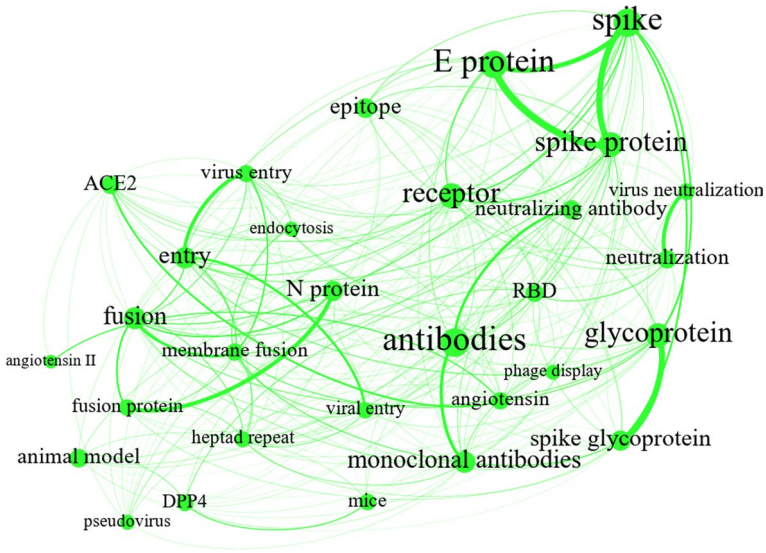 spike
E protein
epitope
spike protein
virus entry
ACE2
virus neutralization
receptor
neutralizing antibody
endocytosis
entry
neutralization
N protein
RBD
fusion
antibodies
glycoprotein
membrane fusion
angiotensin II
phage display
angiotensin
fusion protein
viral entry
heptad repeat
spike glycoprotein
animal model
monoclonal antibodies
DPP4
mice
pseudovirus